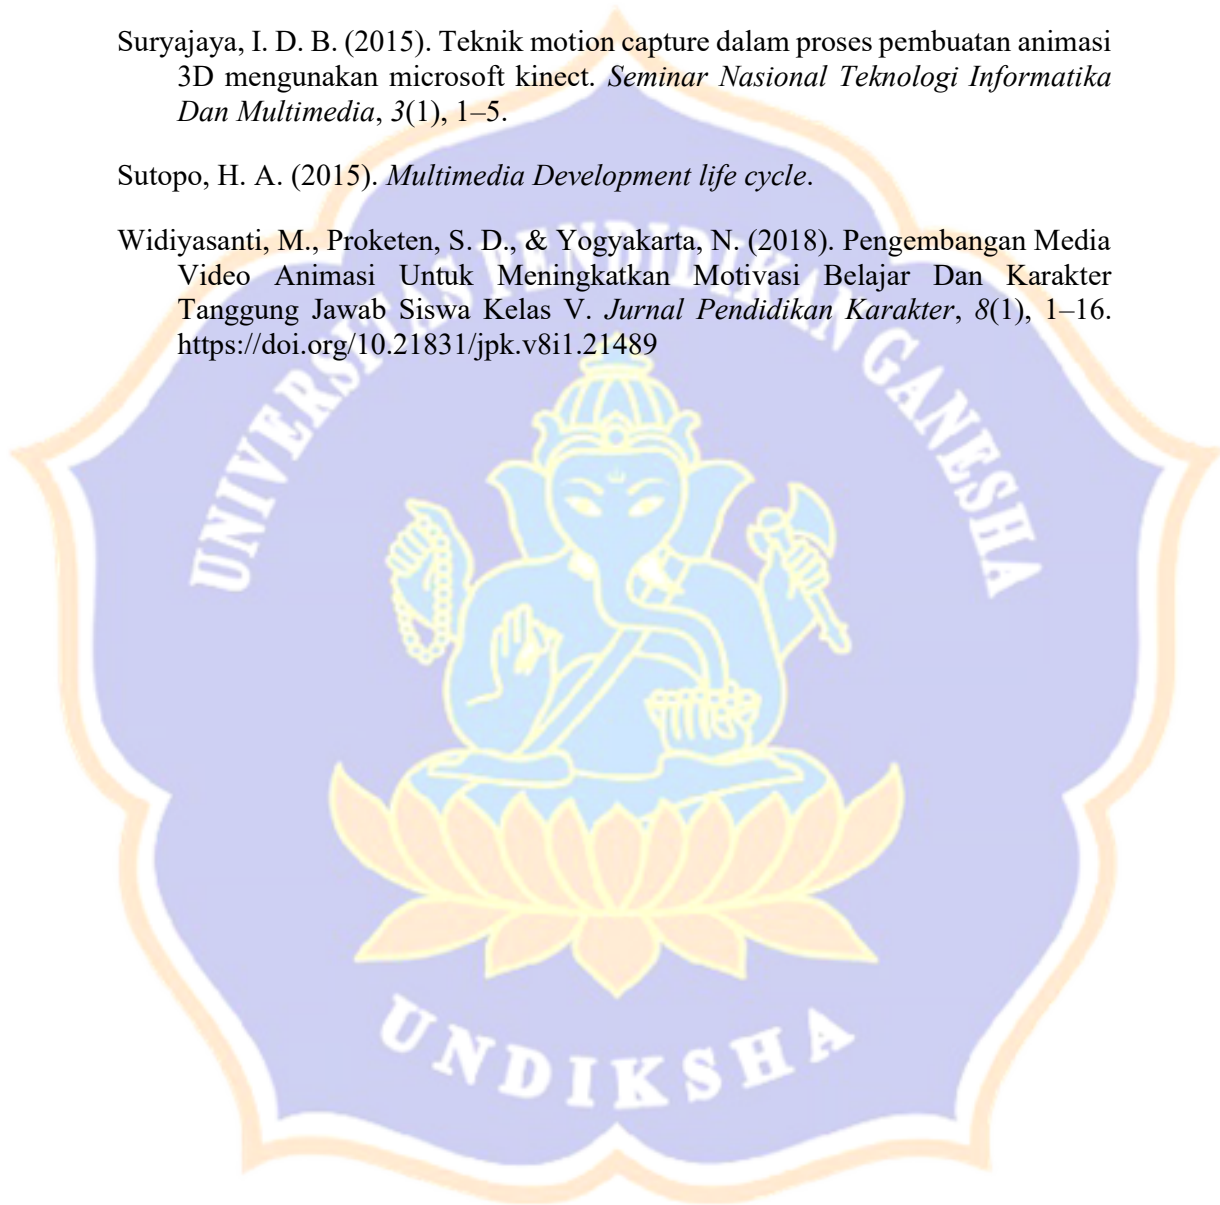 Suryajaya, I. D. B. (2015). Teknik motion capture dalam proses pembuatan animasi
3D mengunakan microsoft kinect. Seminar Nasional Teknologi Informatika
Dan Multimedia, 3(1), 1–5.
Sutopo, H. A. (2015). Multimedia Development life cycle.
Widiyasanti, M., Proketen, S. D., & Yogyakarta, N. (2018). Pengembangan Media
Video Animasi Untuk Meningkatkan Motivasi Belajar Dan Karakter
Tanggung Jawab Siswa Kelas V. Jurnal Pendidikan Karakter, 8(1), 1–16.
https://doi.org/10.21831/jpk.v8i1.21489
UNIVERSITAS PENDIDIKAN GANESHA
UNDIKSHA